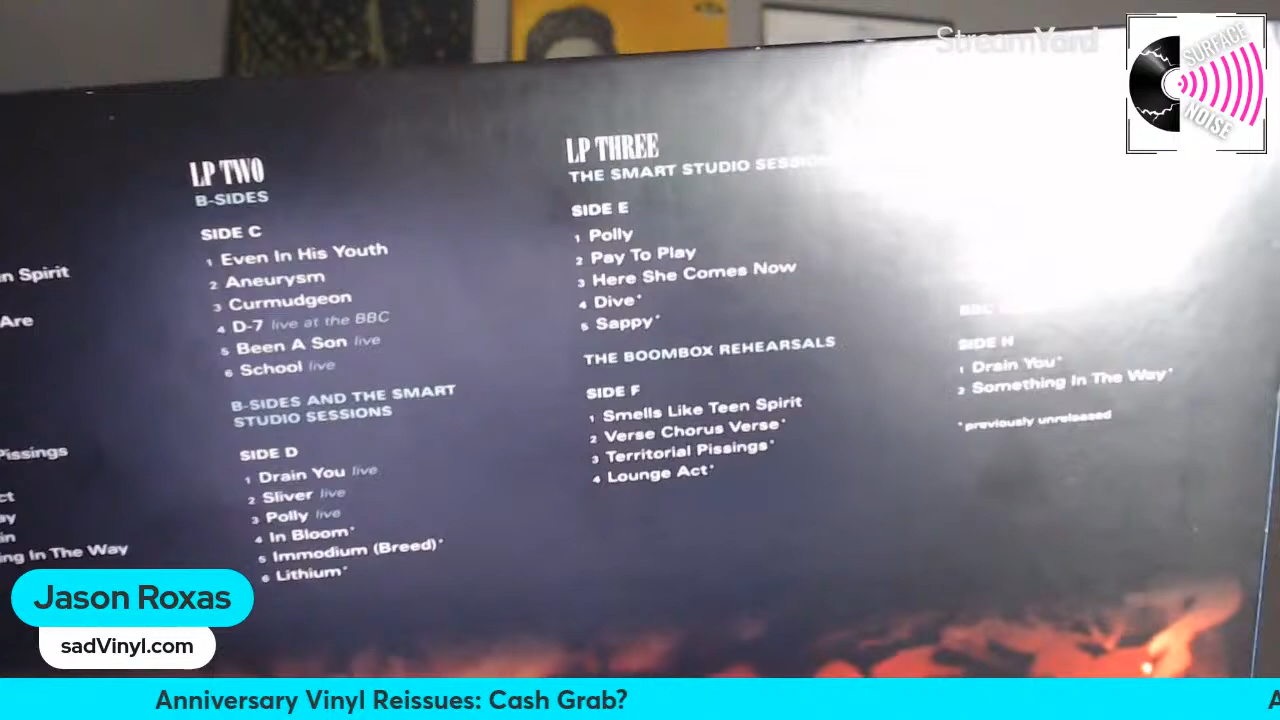 StreamYard
SURFACE
NOISE
n Spirit
Are
Pissings
ct
ay
in
ng In The Way
LP TWO
B-SIDES
SIDE C
1 Even In His Youth
2 Aneurysm
3 Curmudgeon
4 D-7 live at the BBC
5 Been A Son live
6 School live
B-SIDES AND THE SMART
STUDIO SESSIONS
SIDE D
1 Drain You live
2 Sliver live
3 Polly live
4 In Bloom*
5 Immodium (Breed)*
6 Lithium*
LP THREE
THE SMART STUDIO SESSIONS
SIDE E
1 Polly
2 Pay To Play
3 Here She Comes Now
4 Dive*
5 Sappy*
THE BOOMBOX REHEARSALS
SIDE F
1 Smells Like Teen Spirit
2 Verse Chorus Verse*
3 Territorial Pissings*
4 Lounge Act*
BBC
SIDE H
1 Drain You*
2 Something In The Way*
*previously unreleased
Jason Roxas
sadVinyl.com
Anniversary Vinyl Reissues: Cash Grab?
A